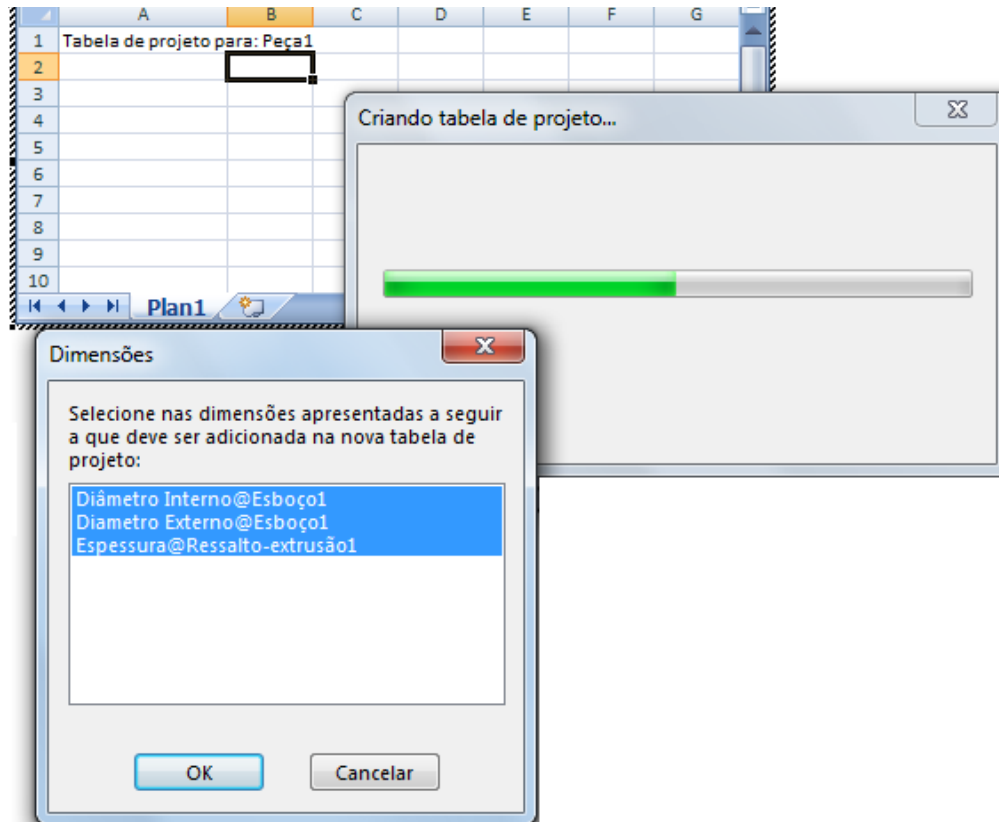 A B C D E F G
1 Tabela de projeto para: Peça1
2
3
4
5
6
7
8
9
10
Plan1
Criando tabela de projeto...
Dimensões
Selecione nas dimensões apresentadas a seguir
a que deve ser adicionada na nova tabela de
projeto:
Diâmetro Interno@Esboço1
Diametro Externo@Esboço1
Espessura@Ressalto-extrusão1
OK Cancelar